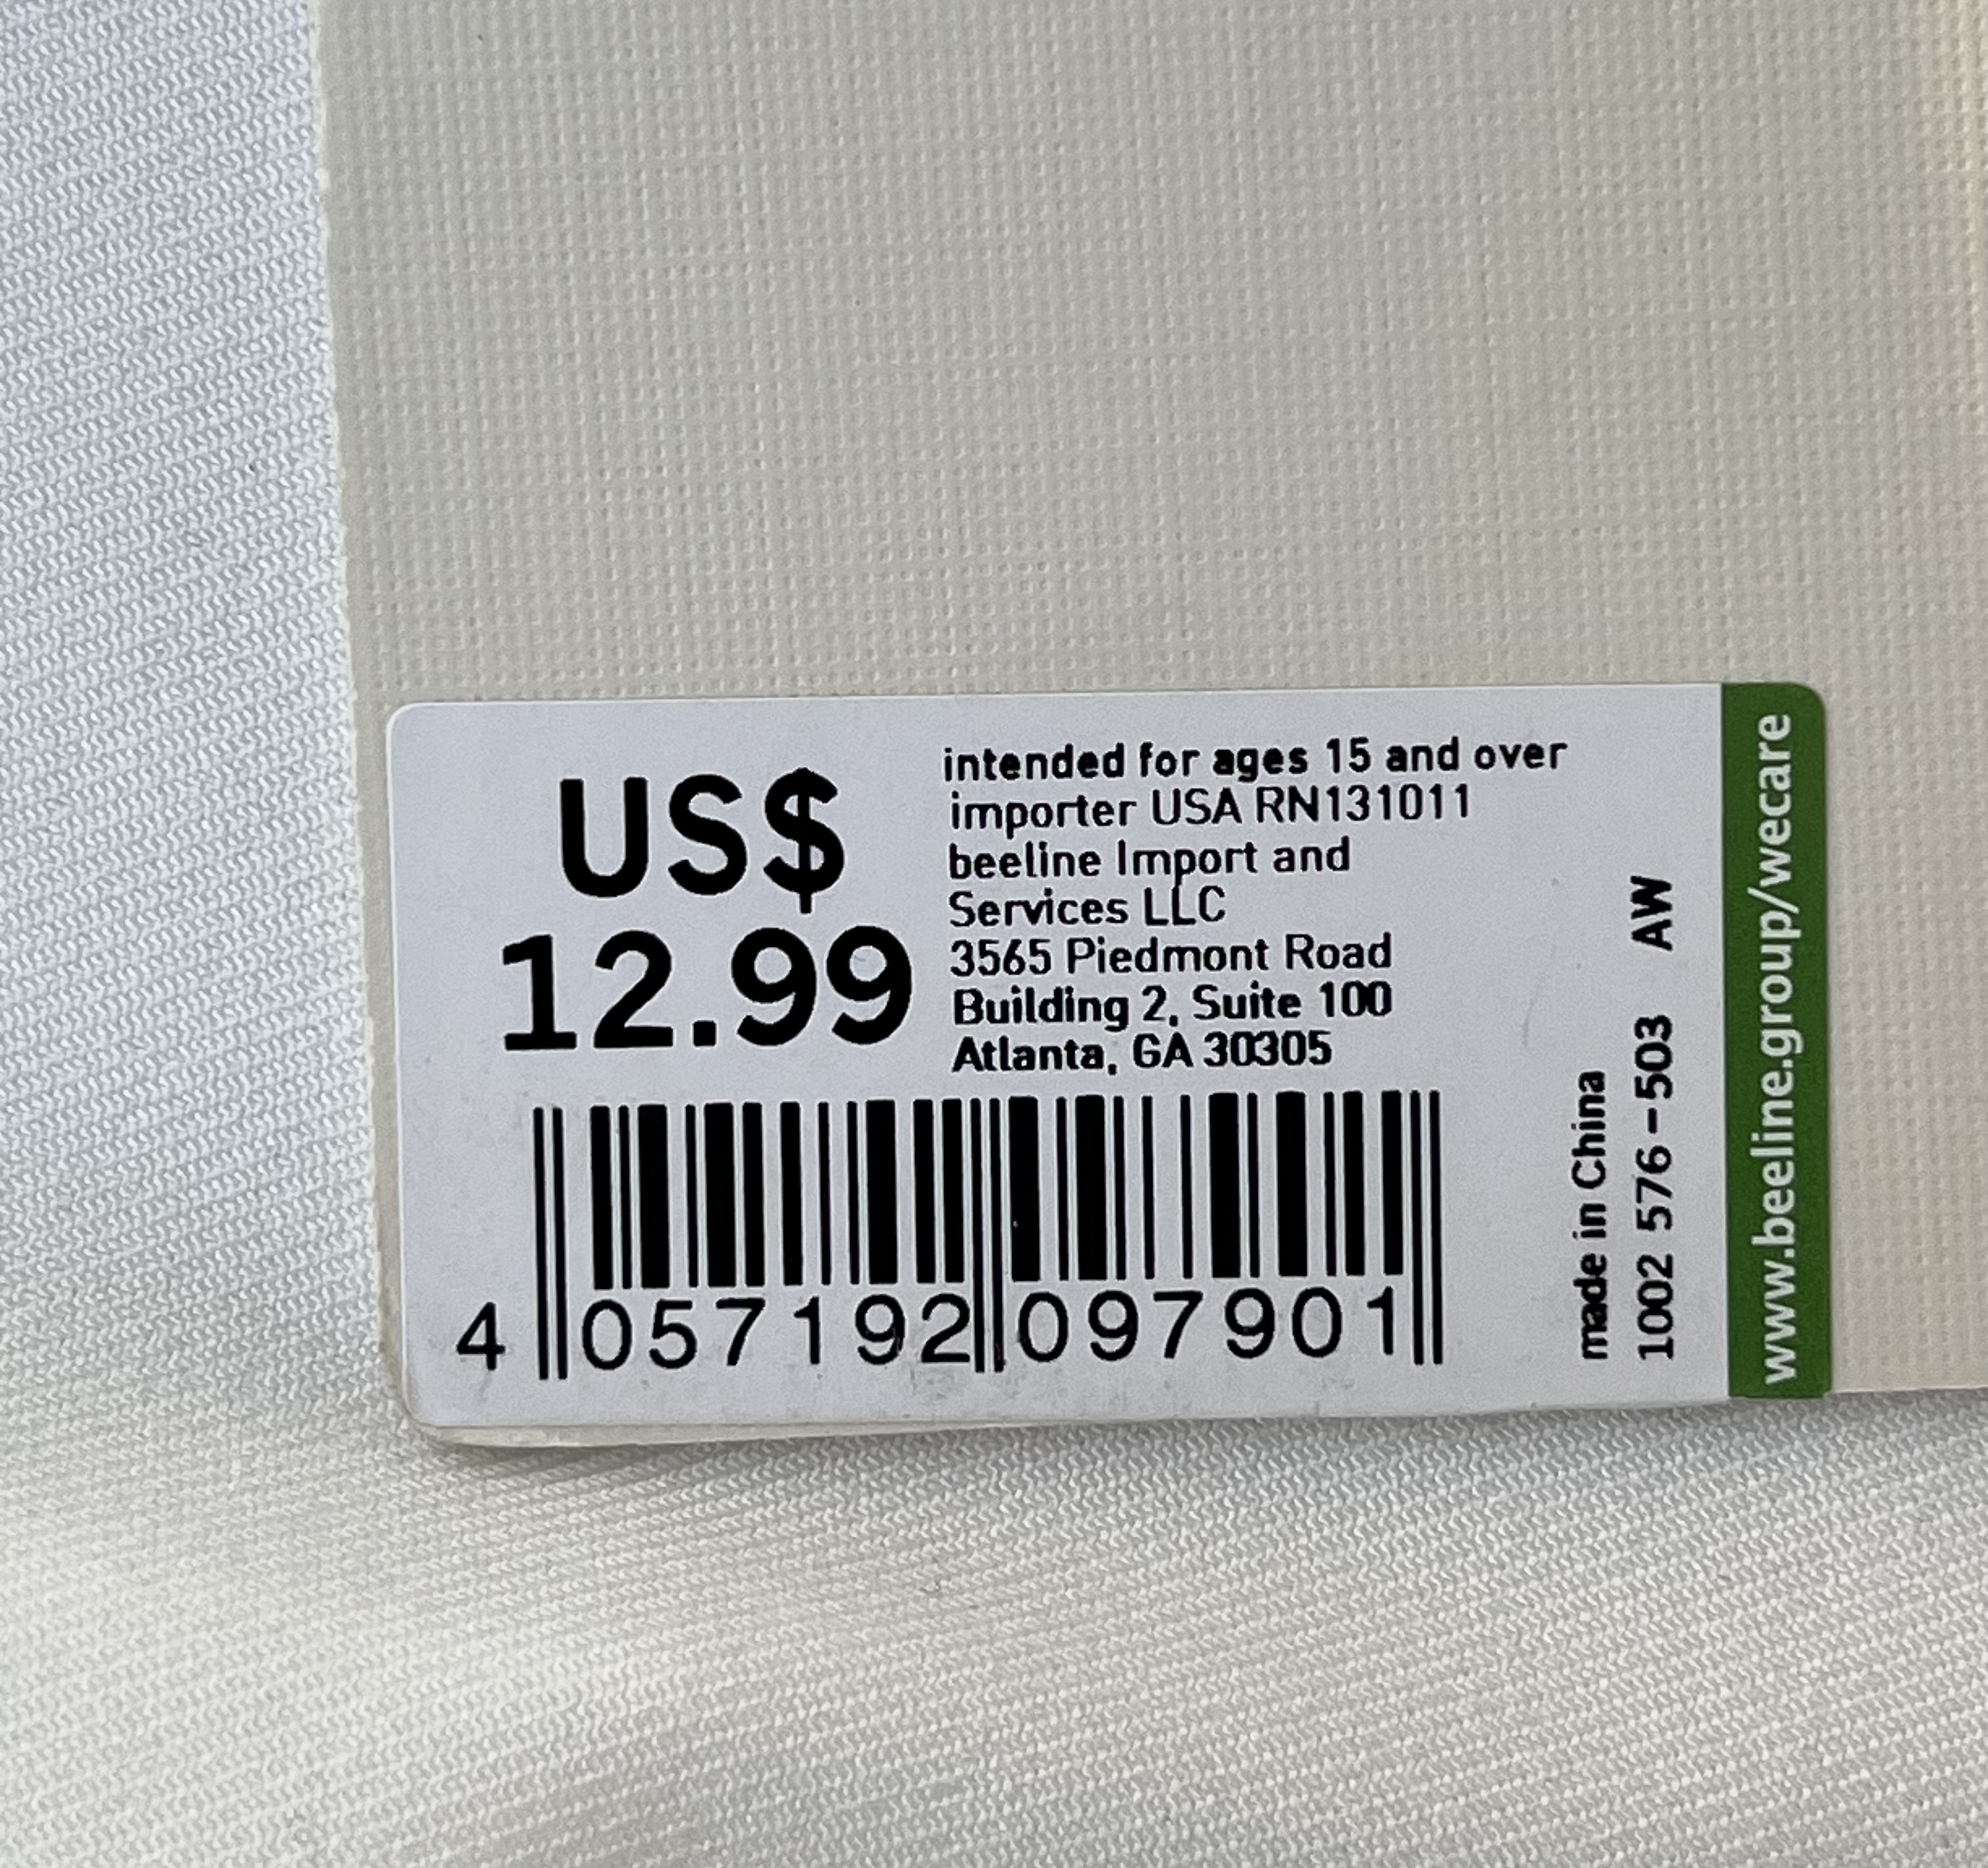 US$
12.99
intended for ages 15 and over
importer USA RN131011
beeline Import and
Services LLC
3565 Piedmont Road
Building 2, Suite 100
Atlanta, GA 30305
4 057192 097901
made in China
1002 576-503 AW
www.beeline.group/wecare